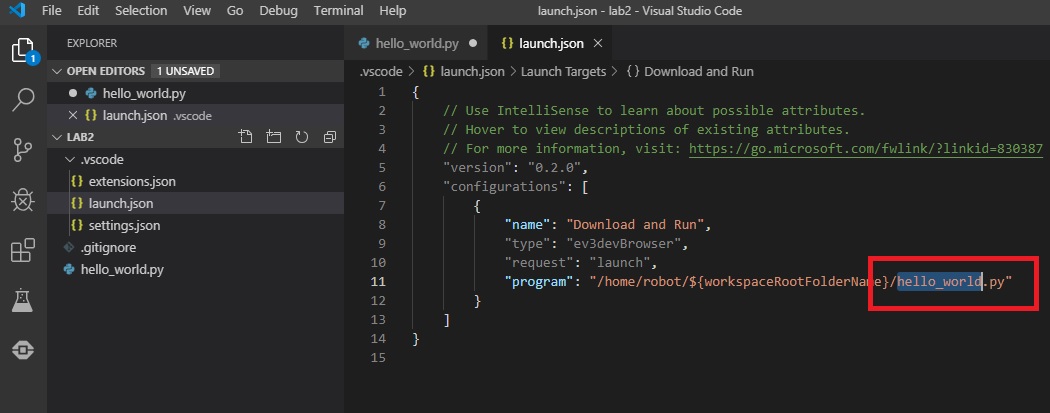 File Edit Selection View Go Debug Terminal Help launch.json - lab2 - Visual Studio Code
1
EXPLORER
OPEN EDITORS 1 UNSAVED
hello_world.py
launch.json .vscode
LAB2
.vscode
extensions.json
launch.json
settings.json
.gitignore
hello_world.py
hello_world.py launch.json
.vscode > {} launch.json > Launch Targets > {} Download and Run
1 {
2 // Use IntelliSense to learn about possible attributes.
3 // Hover to view descriptions of existing attributes.
4 // For more information, visit: https://go.microsoft.com/fwlink/?linkid=830387
5 "version": "0.2.0",
6 "configurations": [
7 {
8 "name": "Download and Run",
9 "type": "ev3devBrowser",
10 "request": "launch",
11 "program": "/home/robot/${workspaceRootFolderName}/hello_world.py"
12 }
13 ]
14 }
15